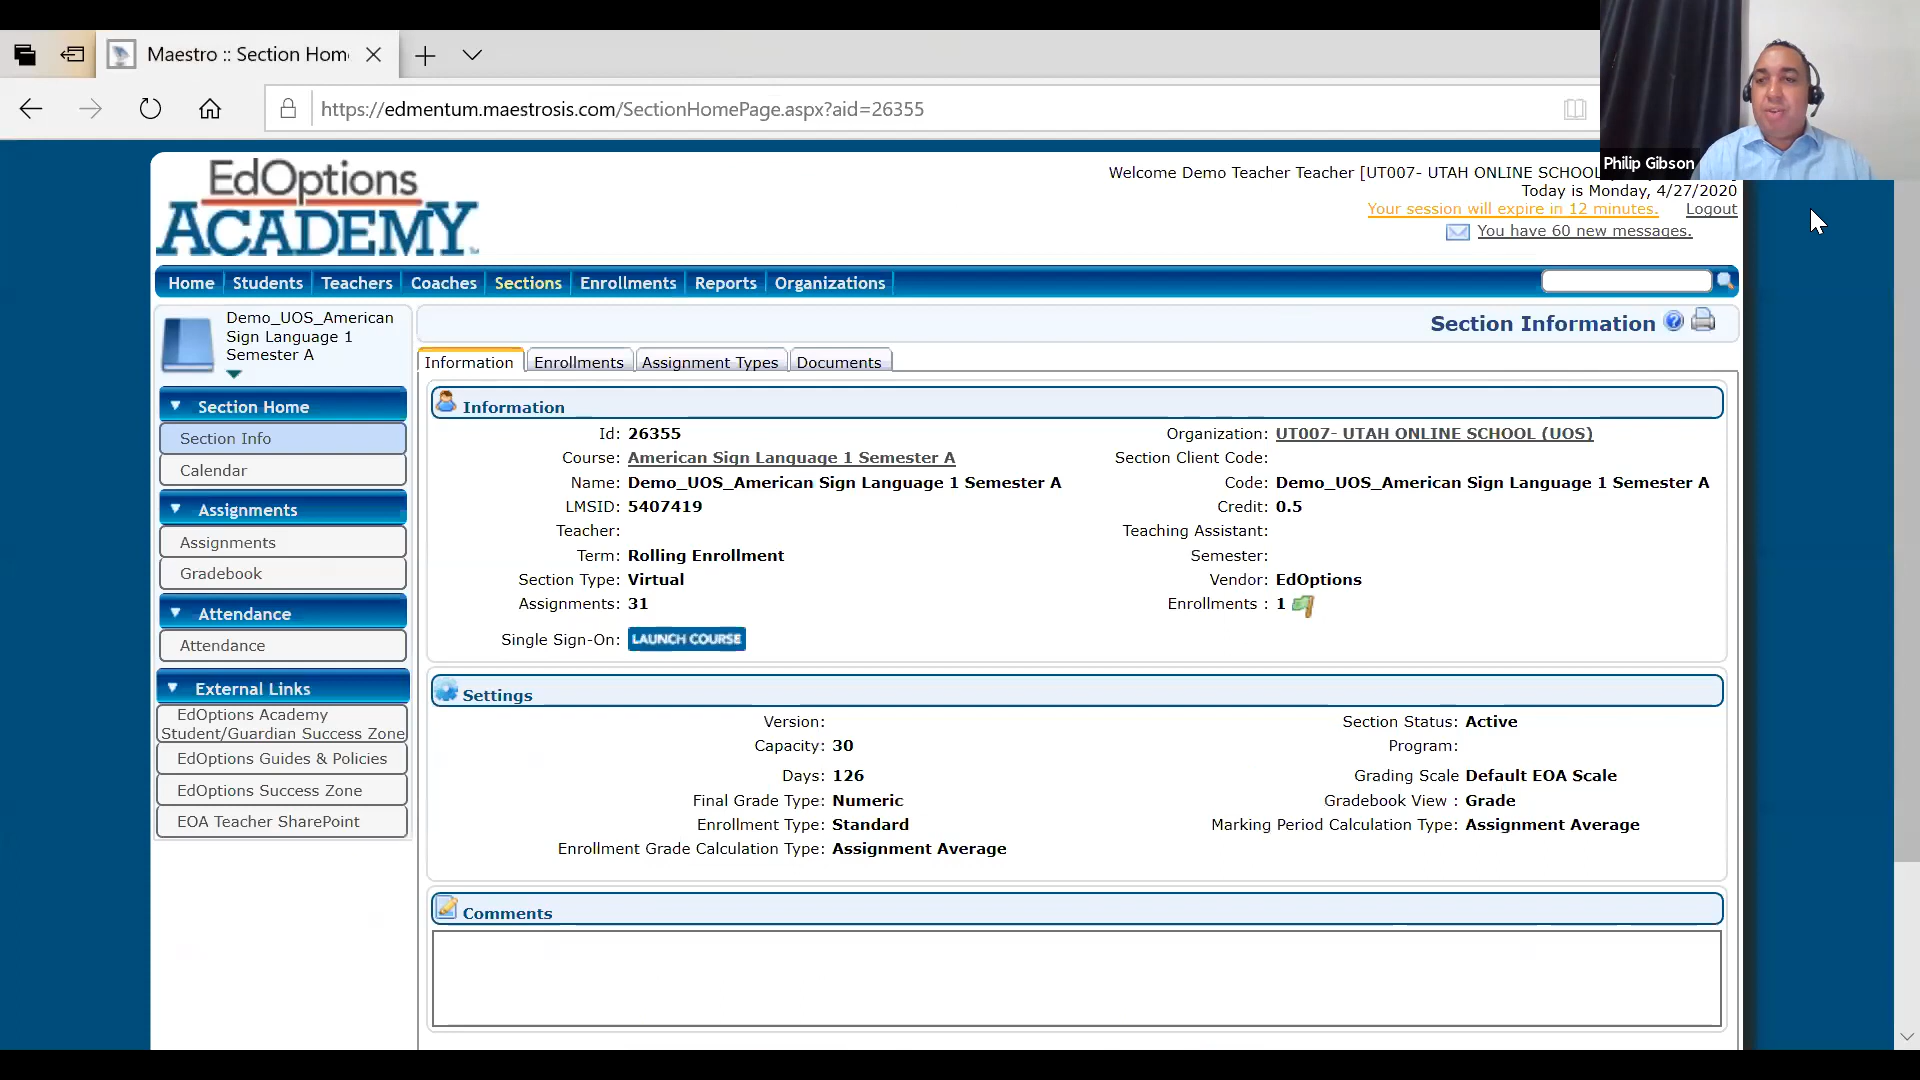 Maestro :: Section Hom
https://edmentum.maestrosis.com/SectionHomePage.aspx?aid=26355
Philip Gibson
EdOptions
ACADEMY
Welcome Demo Teacher Teacher [UT007- UTAH ONLINE SCHOOL
Today is Monday, 4/27/2020
Your session will expire in 12 minutes. Logout
You have 60 new messages.
Home Students Teachers Coaches Sections Enrollments Reports Organizations
Demo_UOS_American
Sign Language 1
Semester A
Section Home
Section Info
Calendar
Assignments
Assignments
Gradebook
Attendance
Attendance
External Links
EdOptions Academy
Student/Guardian Success Zone
EdOptions Guides & Policies
EdOptions Success Zone
EOA Teacher SharePoint
Section Information
Information Enrollments Assignment Types Documents
Information
Id: 26355 Organization: UT007- UTAH ONLINE SCHOOL (UOS)
Course: American Sign Language 1 Semester A Section Client Code:
Name: Demo_UOS_American Sign Language 1 Semester A Code: Demo_UOS_American Sign Language 1 Semester A
LMSID: 5407419 Credit: 0.5
Teacher: Teaching Assistant:
Term: Rolling Enrollment Semester:
Section Type: Virtual Vendor: EdOptions
Assignments: 31 Enrollments : 1
Single Sign-On: LAUNCH COURSE
Settings
Version: Section Status: Active
Capacity: 30 Program:
Days: 126 Grading Scale Default EOA Scale
Final Grade Type: Numeric Gradebook View : Grade
Enrollment Type: Standard Marking Period Calculation Type: Assignment Average
Enrollment Grade Calculation Type: Assignment Average
Comments